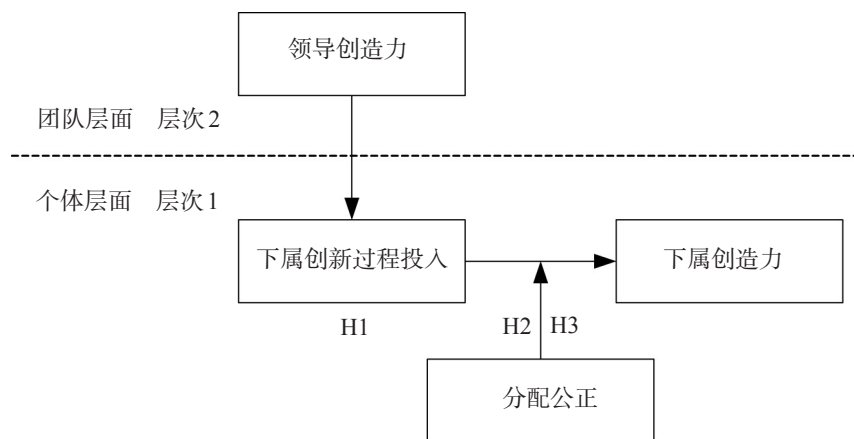 领导创造力
团队层面 层次2
个体层面 层次1
下属创新过程投入
下属创造力
H1
H2 H3
分配公正